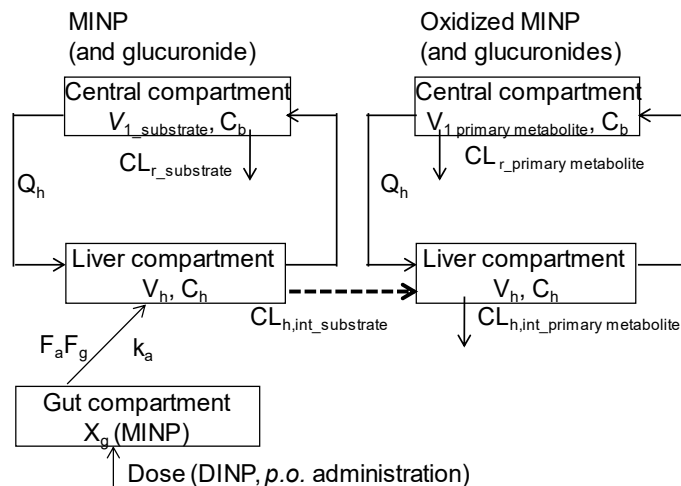 MINP
(and glucuronide)
Oxidized MINP
(and glucuronides)
Central compartment
V1_substrate, Cb
CLr_substrate
Qh
Central compartment
V1 primary metabolite, Cb
CLr_primary metabolite
Qh
Liver compartment
Vh, Ch
CLh,int_substrate
Liver compartment
Vh, Ch
CLh,int_primary metabolite
FaFg
ka
Gut compartment
Xg (MINP)
Dose (DINP, p.o. administration)